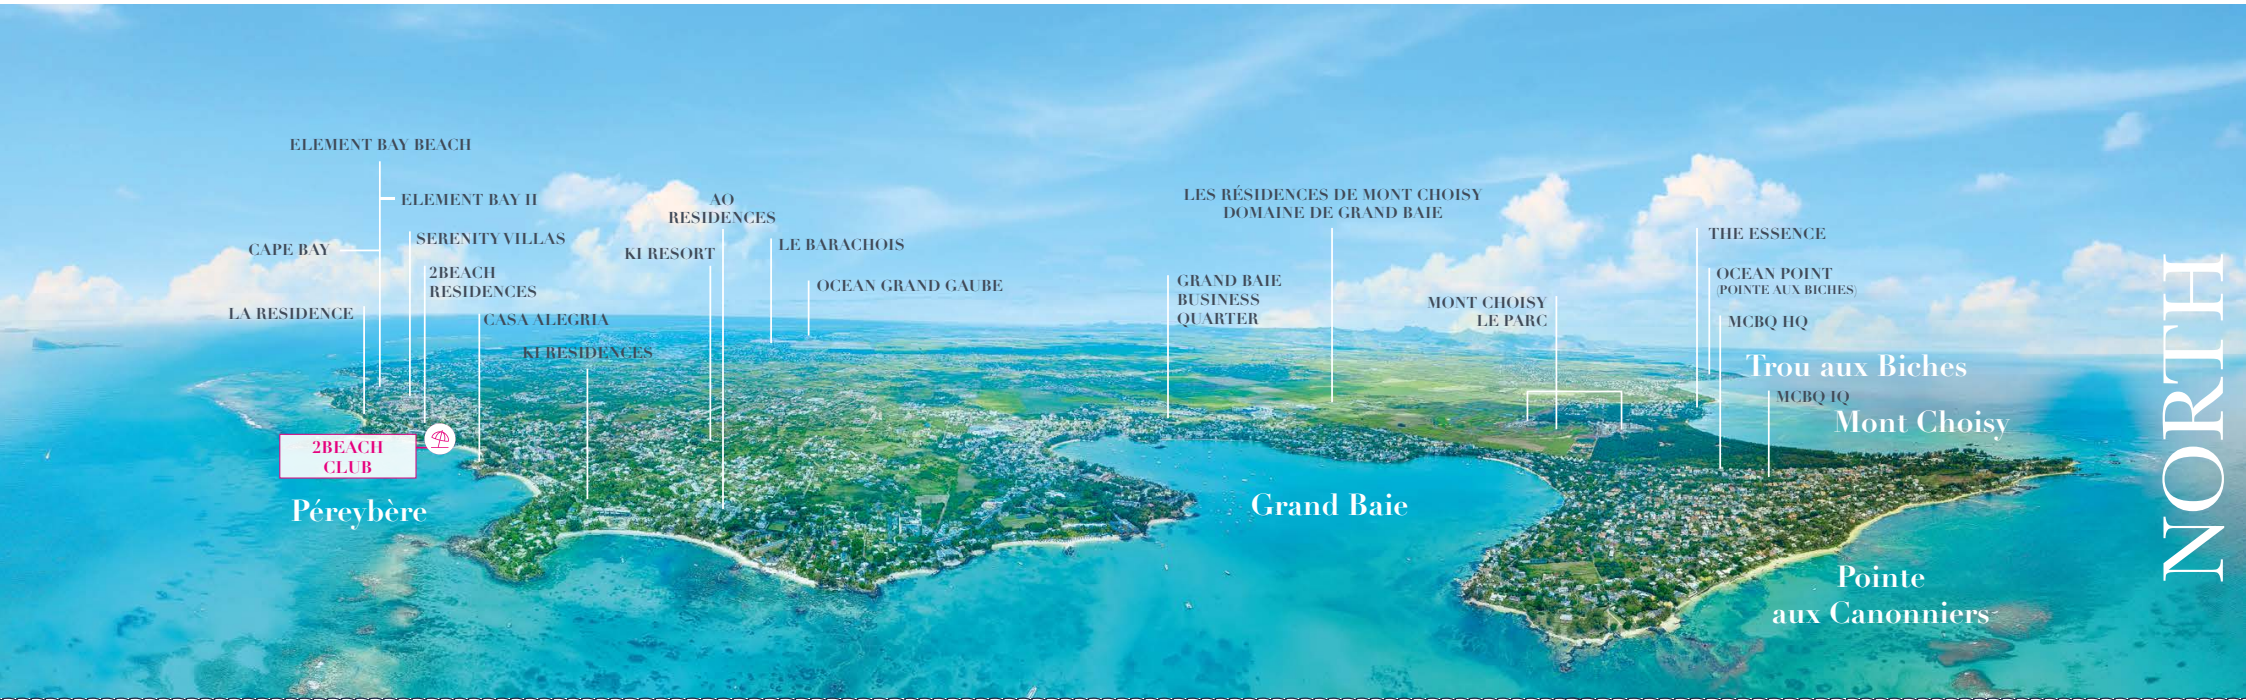 ELEMENT BAY BEACH
ELEMENT BAY II
CAPE BAY
SERENITY VILLAS
2BEACH
RESIDENCES
LA RESIDENCE
CASA ALEGRIA
KI RESIDENCES
AO
RESIDENCES
KI RESORT
LE BARACHOIS
OCEAN GRAND GAUBE
GRAND BAIE
BUSINESS
QUARTER
LES RÉSIDENCES DE MONT CHOISY
DOMAINE DE GRAND BAIE
MONT CHOISY
LE PARC
THE ESSENCE
OCEAN POINT
(POINTE AUX BICHES)
MCBQ HQ
Trou aux Biches
MCBQ IQ
Mont Choisy
2BEACH
CLUB
Péreybère
Grand Baie
Pointe
aux Canonniers
NORTH